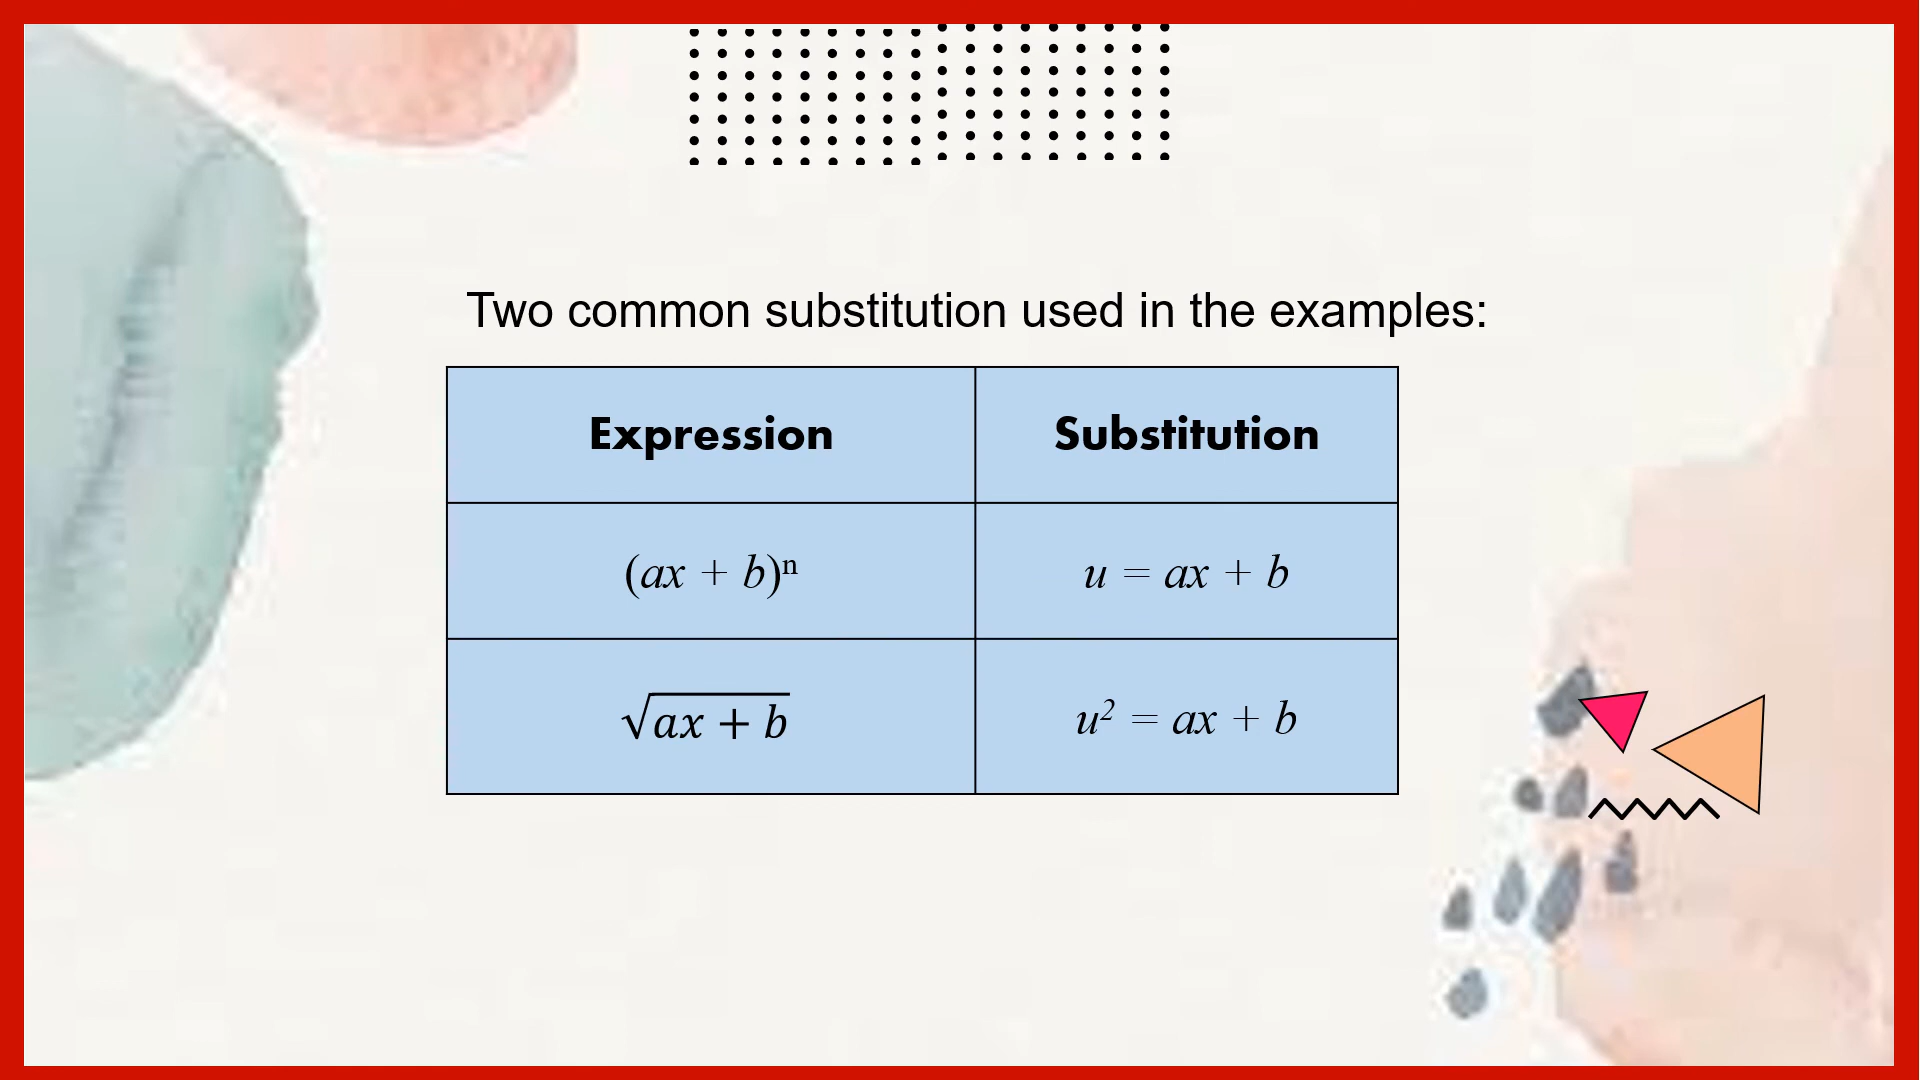 Two common substitution used in the examples:
Expression Substitution
(ax + b)ⁿ u = ax + b
√(ax + b) u² = ax + b